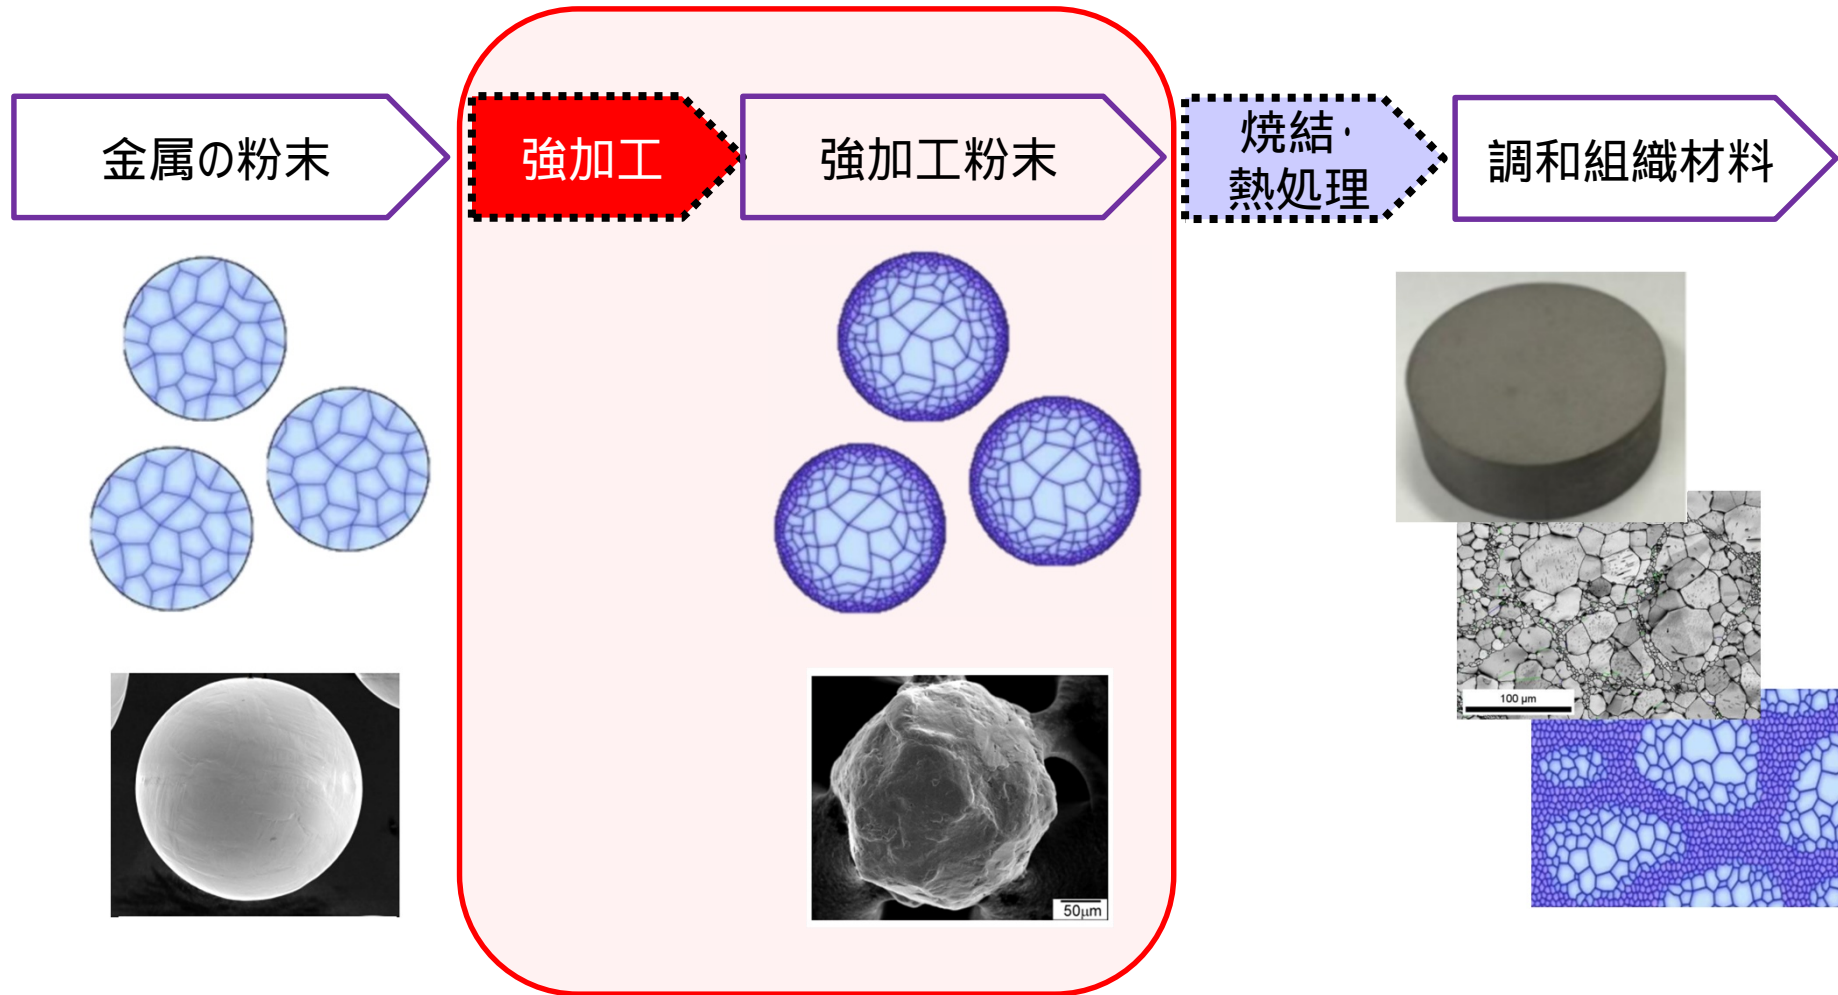 金属の粉末
強加工
強加工粉末
焼結・
熱処理
調和組織材料
100 µm
50µm